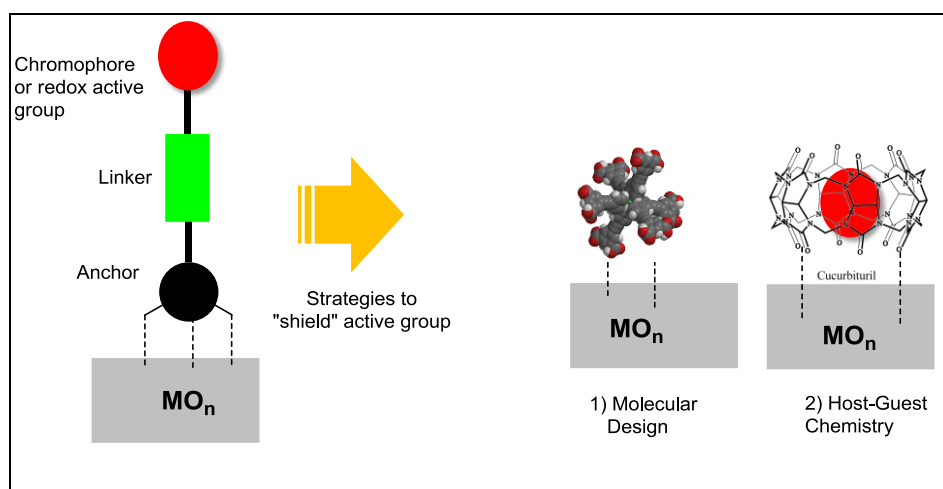 Chromophore
or redox active
group
Linker
Anchor
MOn
Strategies to
"shield" active group
MOn
1) Molecular
Design
O O O O O O
N N N N N N N N
O O O O O O
Cucurbituril
MOn
2) Host-Guest
Chemistry